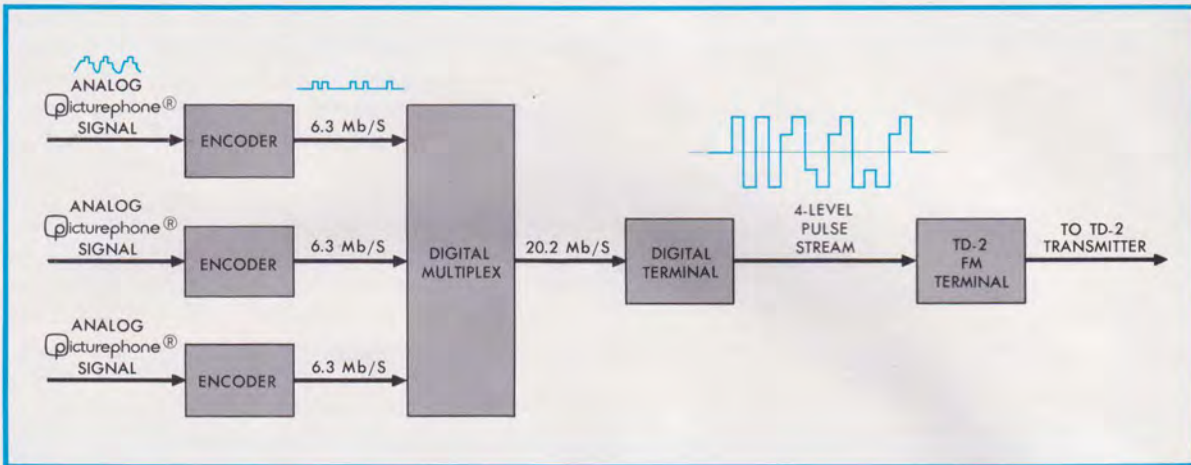 ANALOG
picturephone®
SIGNAL
ENCODER
6.3 Mb/S
ANALOG
picturephone®
SIGNAL
ENCODER
6.3 Mb/S
ANALOG
picturephone®
SIGNAL
ENCODER
6.3 Mb/S
DIGITAL
MULTIPLEX
20.2 Mb/S
DIGITAL
TERMINAL
4-LEVEL
PULSE
STREAM
TD-2
FM
TERMINAL
TO TD-2
TRANSMITTER